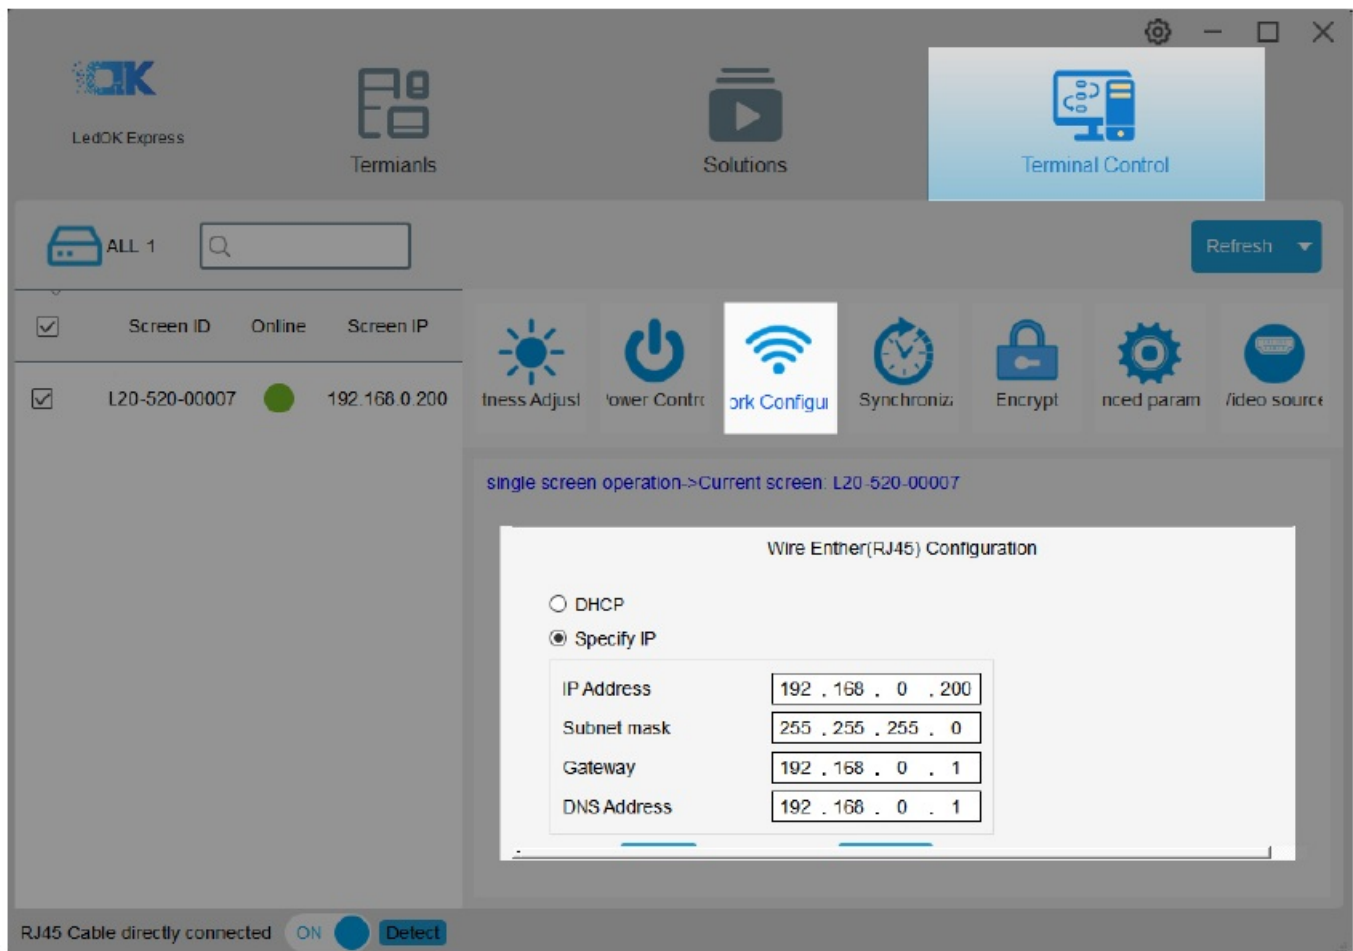 OK
LedOK Express
Termianls
Solutions
Terminal Control
ALL 1
Refresh
Screen ID Online Screen IP
L20-520-00007 192.168.0.200
tness Adjust
ower Contro
ork Configur
Synchroniz
Encrypt
nced param
ideo source
single screen operation->Current screen: L20-520-00007
Wire Enther(RJ45) Configuration
DHCP
Specify IP
IP Address 192 . 168 . 0 . 200
Subnet mask 255 . 255 . 255 . 0
Gateway 192 . 168 . 0 . 1
DNS Address 192 . 168 . 0 . 1
RJ45 Cable directly connected ON Detect